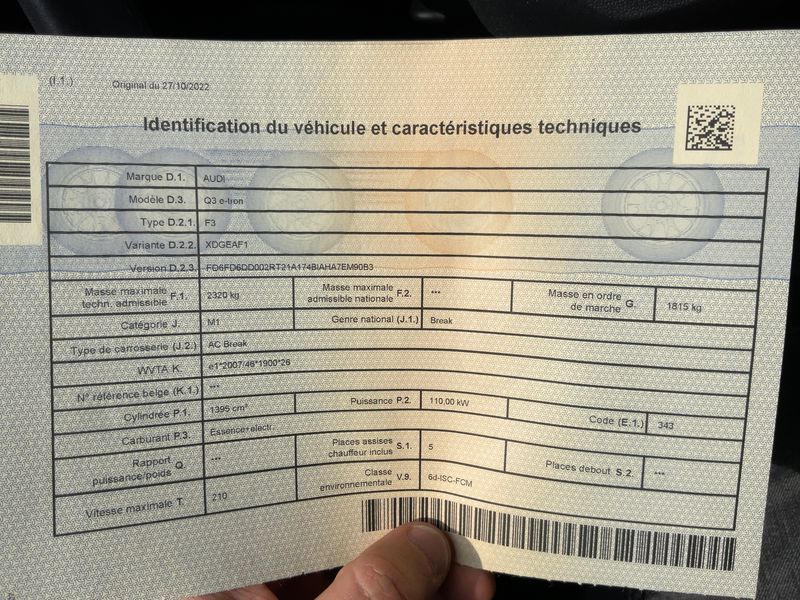 (I.1.) Original du 27/10/2022
Identification du véhicule et caractéristiques techniques
Marque D.1. AUDI
Modèle D.3. Q3 e-tron
Type D.2.1. F3
Variante D.2.2. XDGEAF1
Version D.2.3. FD6FD6DD002RT21A174BIAHA7EM90B3
Masse maximale techn. admissible F.1. 2320 kg Masse maximale admissible nationale F.2. *** Masse en ordre de marche G. 1815 kg
Catégorie J. M1 Genre national (J.1.) Break
Type de carrosserie (J.2.) AC Break
WVTA K. e1*2007/46*1900*26
N° référence belge (K.1.) ***
Cylindrée P.1. 1395 cm³ Puissance P.2. 110,00 kW Code (E.1.) 343
Carburant P.3. Essence+electr.
Rapport puissance/poids Q. *** Places assises chauffeur inclus S.1. 5 Places debout S.2. ***
Vitesse maximale T. 210 Classe environnementale V.9. 6d-ISC-FCM